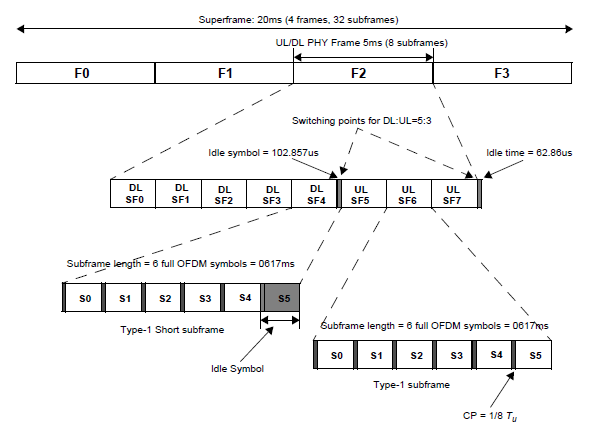 Superframe: 20ms (4 frames, 32 subframes)
UL/DL PHY Frame 5ms (8 subframes)
F0 F1 F2 F3
Switching points for DL:UL=5:3
Idle symbol = 102.857us
Idle time = 62.86us
DL SF0 DL SF1 DL SF2 DL SF3 DL SF4 UL SF5 UL SF6 UL SF7
Subframe length = 6 full OFDM symbols = 0617ms
S0 S1 S2 S3 S4 S5
Type-1 Short subframe
Idle Symbol
Subframe length = 6 full OFDM symbols = 0617ms
S0 S1 S2 S3 S4 S5
Type-1 subframe
CP = 1/8 Tu